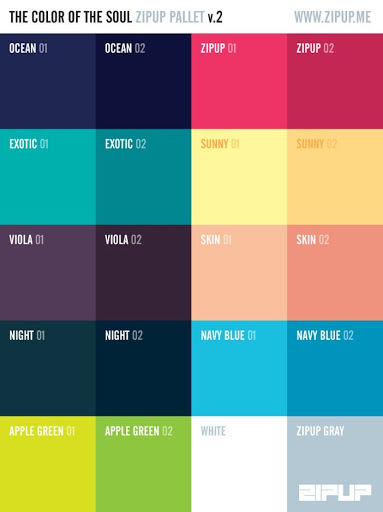 THE COLOR OF THE SOUL ZIPUP PALLET v.2 WWW.ZIPUP.ME
OCEAN 01 OCEAN 02 ZIPUP 01 ZIPUP 02
EXOTIC 01 EXOTIC 02 SUNNY 01 SUNNY 02
VIOLA 01 VIOLA 02 SKIN 01 SKIN 02
NIGHT 01 NIGHT 02 NAVY BLUE 01 NAVY BLUE 02
APPLE GREEN 01 APPLE GREEN 02 WHITE ZIPUP GRAY
ZIPUP